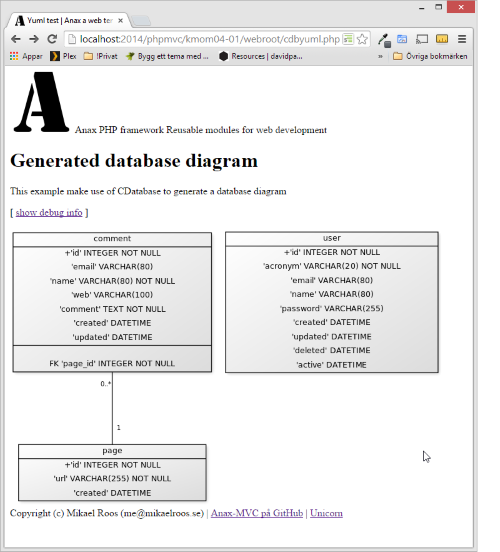 Yuml test | Anax a web ten
localhost:2014/phpmvc/kmom04-01/webroot/cdbyuml.php
Appar Plex !Privat Bygg ett tema med ... Resources | davidpa... » Övriga bokmärken
A
Anax PHP framework Reusable modules for web development
Generated database diagram
This example make use of CDatabase to generate a database diagram
[ show debug info ]
comment
+'id' INTEGER NOT NULL
'email' VARCHAR(80)
'name' VARCHAR(80) NOT NULL
'web' VARCHAR(100)
'comment' TEXT NOT NULL
'created' DATETIME
'updated' DATETIME
FK 'page_id' INTEGER NOT NULL
user
+'id' INTEGER NOT NULL
'acronym' VARCHAR(20) NOT NULL
'email' VARCHAR(80)
'name' VARCHAR(80)
'password' VARCHAR(255)
'created' DATETIME
'updated' DATETIME
'deleted' DATETIME
'active' DATETIME
0..*
1
page
+'id' INTEGER NOT NULL
'url' VARCHAR(255) NOT NULL
'created' DATETIME
Copyright (c) Mikael Roos (me@mikaelroos.se) | Anax-MVC på GitHub | Unicorn